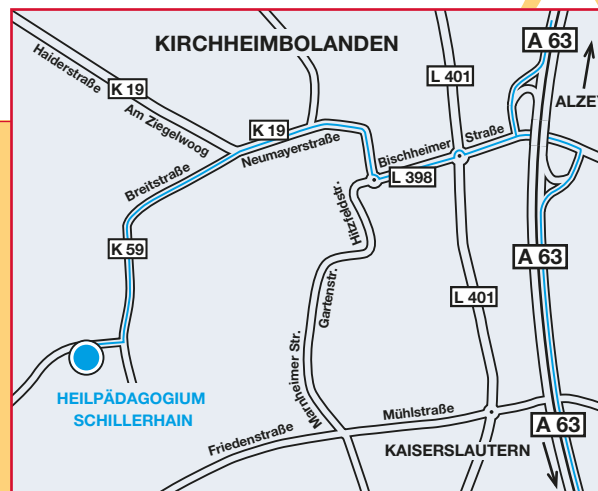 A 63
KIRCHHEIMBOLANDEN
Haiderstraße
L 401
K 19
ALZE
Am Ziegelwoog
K 19
Neumayerstraße
Bischheimer Straße
L 398
Breitstraße
Hitzfeldstr.
K 59
A 63
Gartenstr.
L 401
Marnheimer Str.
HEILPÄDAGOGIUM
SCHILLERHAIN
Mühlstraße
Friedenstraße
A 63
KAISERSLAUTERN